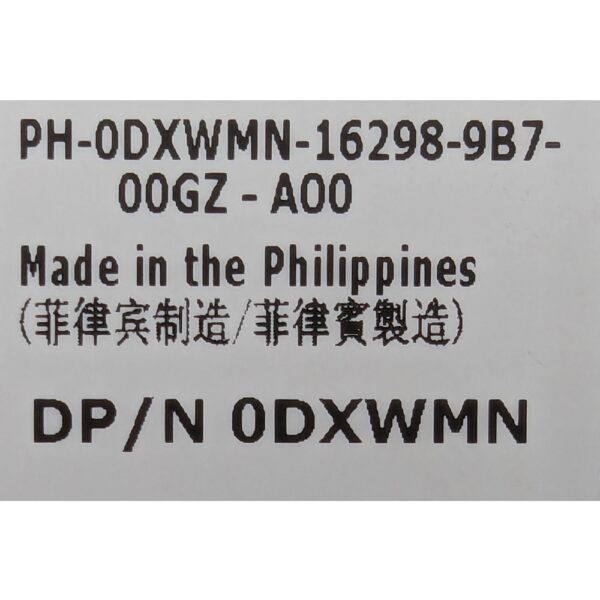 PH-0DXWMN-16298-9B7-
00GZ - A00
Made in the Philippines
(菲律宾制造/菲律賓製造)
DP/N 0DXWMN